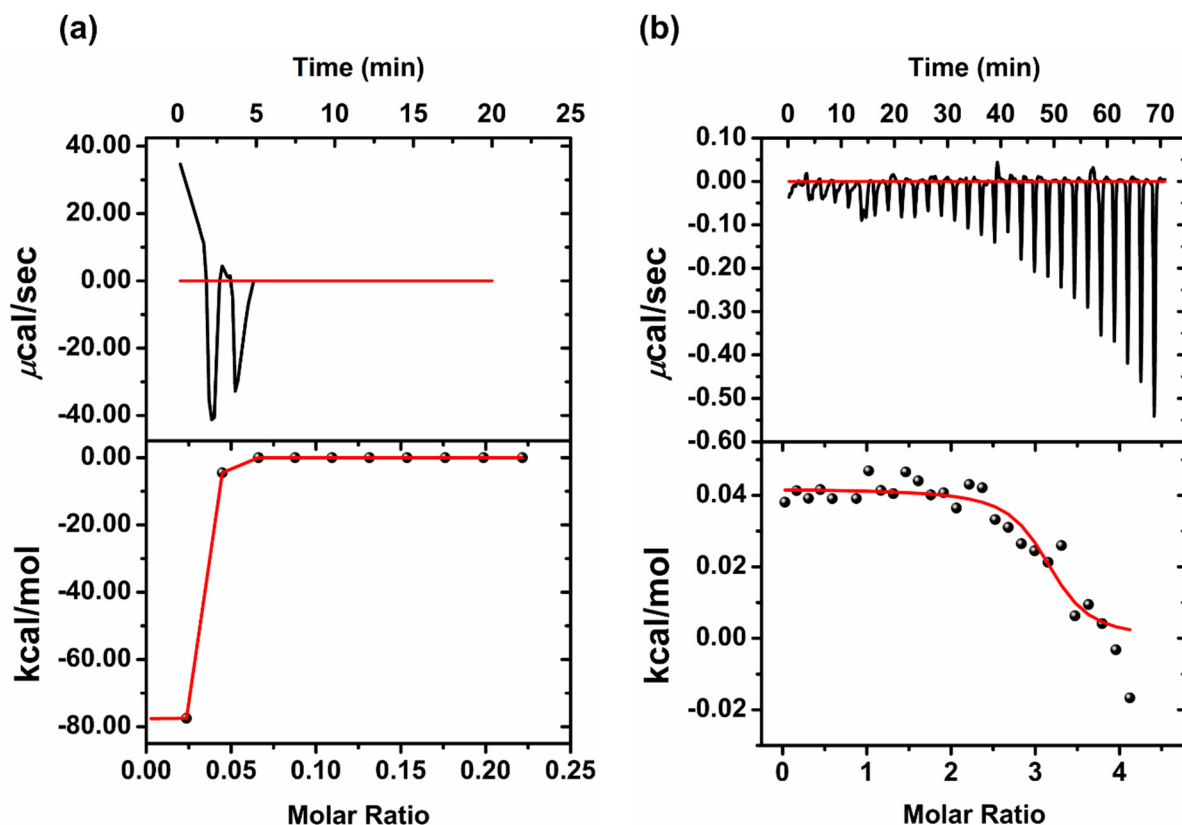 (a)
Time (min)
0 5 10 15 20 25
40.00
20.00
0.00
-20.00
-40.00
μcal/sec
0.00
-20.00
-40.00
-60.00
-80.00
kcal/mol
0.00 0.05 0.10 0.15 0.20 0.25
Molar Ratio
(b)
Time (min)
0 10 20 30 40 50 60 70
0.10
0.00
-0.10
-0.20
-0.30
-0.40
-0.50
-0.60
μcal/sec
0.04
0.02
0.00
-0.02
kcal/mol
0 1 2 3 4
Molar Ratio